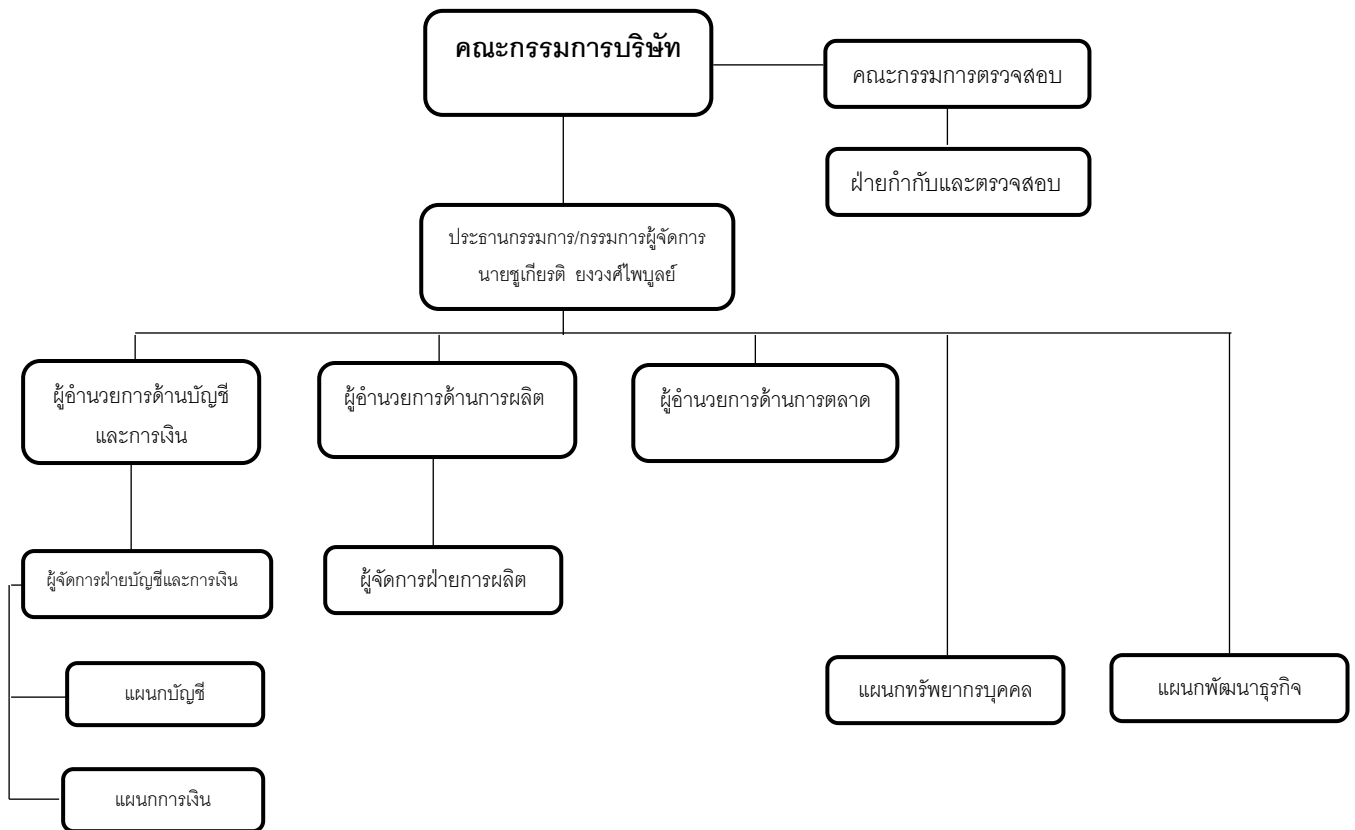 คณะกรรมการบริษัท
คณะกรรมการตรวจสอบ
ฝ่ายกำกับและตรวจสอบ
ประธานกรรมการ/กรรมการผู้จัดการ
นายชูเกียรติ ยงวงศ์ไพบูลย์
ผู้อำนวยการด้านบัญชี
และการเงิน
ผู้อำนวยการด้านการผลิต
ผู้อำนวยการด้านการตลาด
ผู้จัดการฝ่ายบัญชีและการเงิน
ผู้จัดการฝ่ายการผลิต
แผนกบัญชี
แผนกการเงิน
แผนกทรัพยากรบุคคล
แผนกพัฒนาธุรกิจ